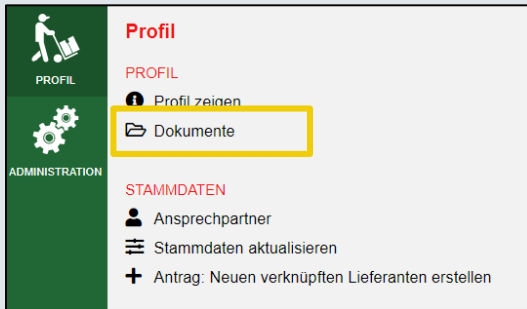 Profil
PROFIL
PROFIL
Profil zeigen
Dokumente
ADMINISTRATION
STAMMDATEN
Ansprechpartner
Stammdaten aktualisieren
Antrag: Neuen verknüpften Lieferanten erstellen